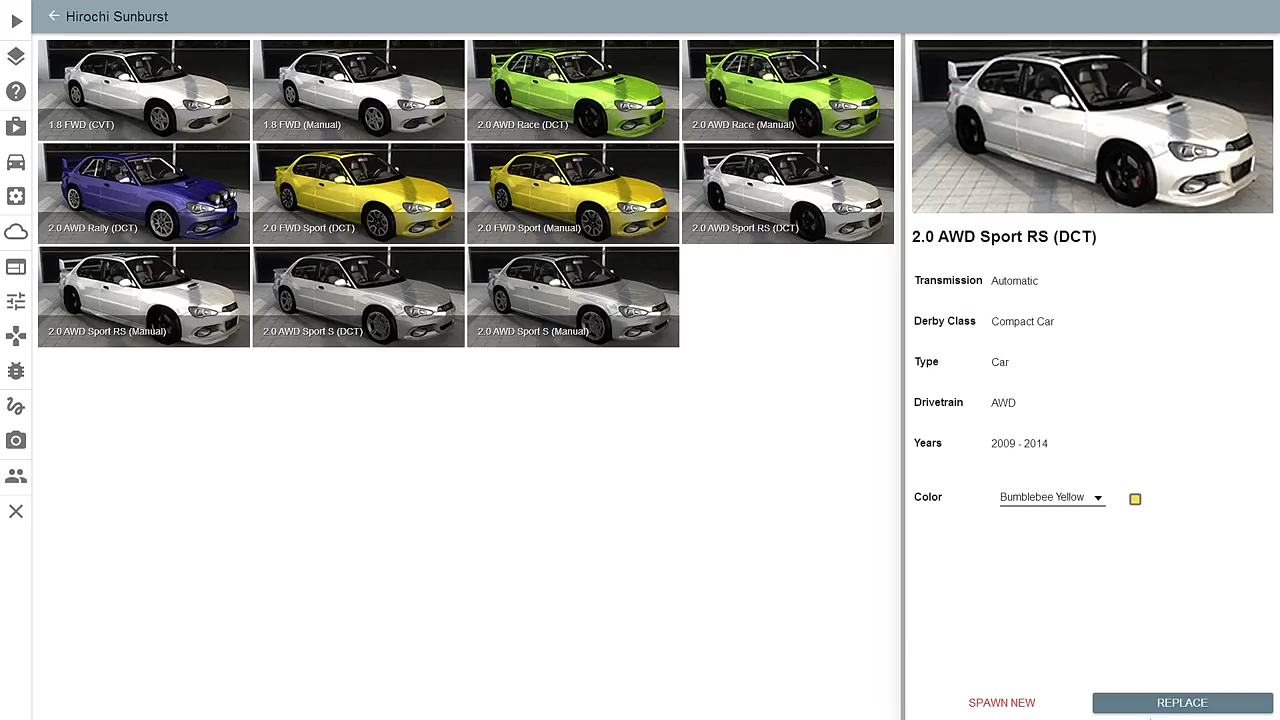 Hirochi Sunburst
1.8 FWD (CVT)
1.8 FWD (Manual)
2.0 AWD Race (DCT)
2.0 AWD Race (Manual)
2.0 AWD Rally (DCT)
2.0 FWD Sport (DCT)
2.0 FWD Sport (Manual)
2.0 AWD Sport RS (DCT)
2.0 AWD Sport RS (Manual)
2.0 AWD Sport S (DCT)
2.0 AWD Sport S (Manual)
2.0 AWD Sport RS (DCT)
Transmission Automatic
Derby Class Compact Car
Type Car
Drivetrain AWD
Years 2009 - 2014
Color Bumblebee Yellow
SPAWN NEW REPLACE